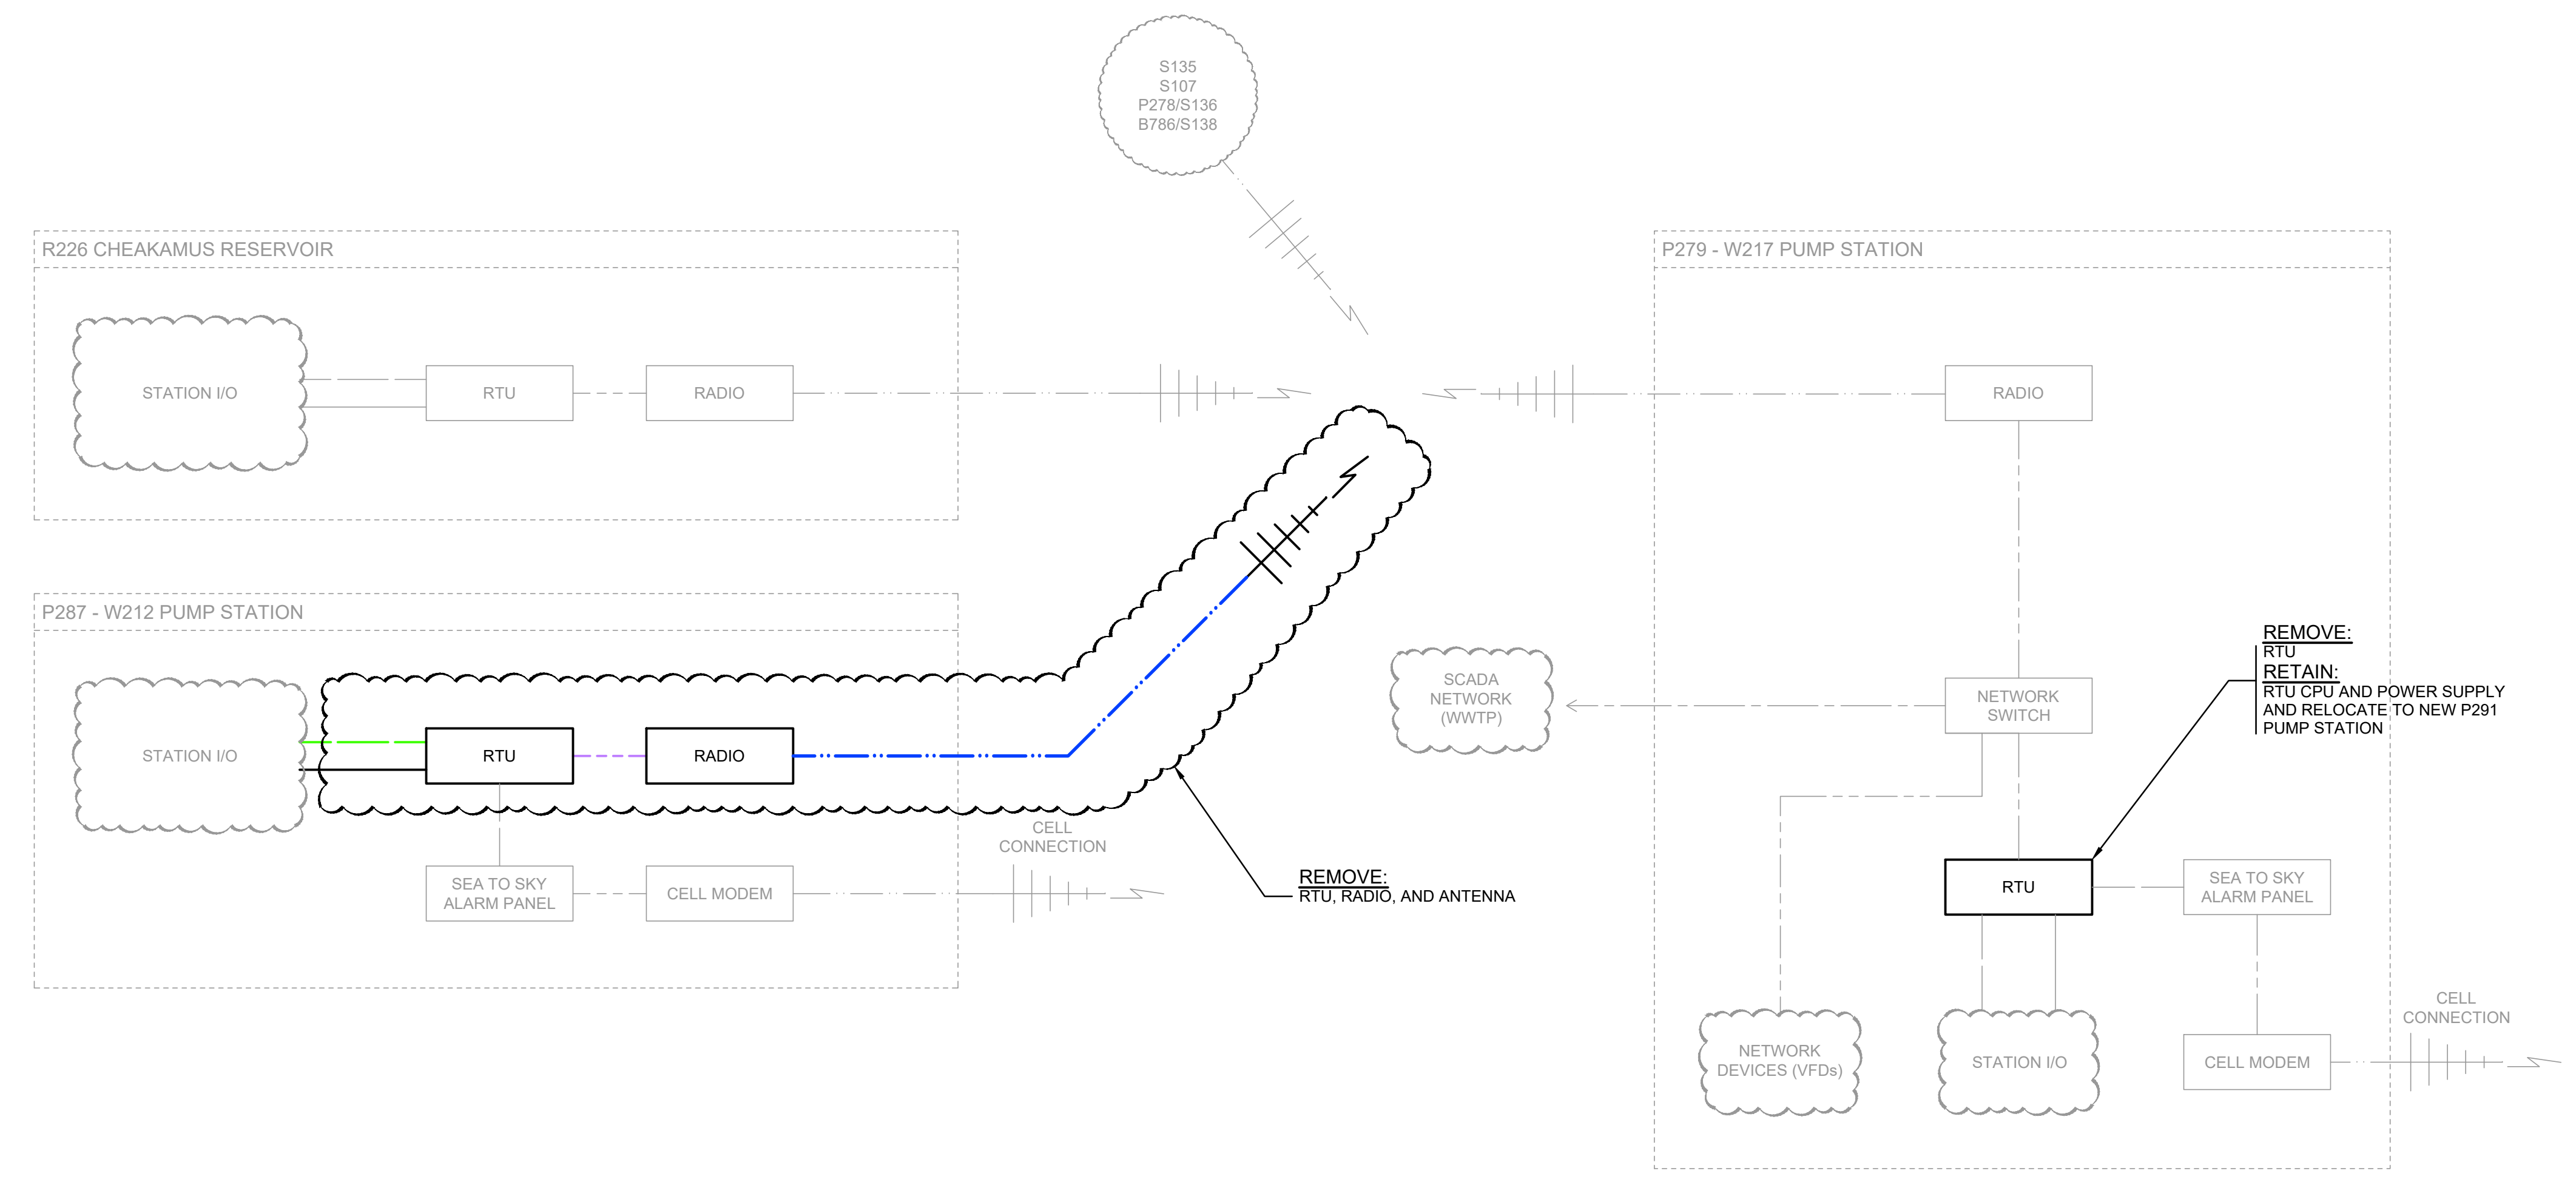 S135
S107
P278/S136
B786/S138
R226 CHEAKAMUS RESERVOIR
STATION I/O
RTU
RADIO
P279 - W217 PUMP STATION
RADIO
P287 - W212 PUMP STATION
STATION I/O
RTU
RADIO
SEA TO SKY
ALARM PANEL
CELL MODEM
CELL
CONNECTION
REMOVE:
RTU, RADIO, AND ANTENNA
SCADA
NETWORK
(WWTP)
NETWORK
SWITCH
REMOVE:
RTU
RETAIN:
RTU CPU AND POWER SUPPLY
AND RELOCATE TO NEW P291
PUMP STATION
RTU
SEA TO SKY
ALARM PANEL
NETWORK
DEVICES (VFDs)
STATION I/O
CELL MODEM
CELL
CONNECTION